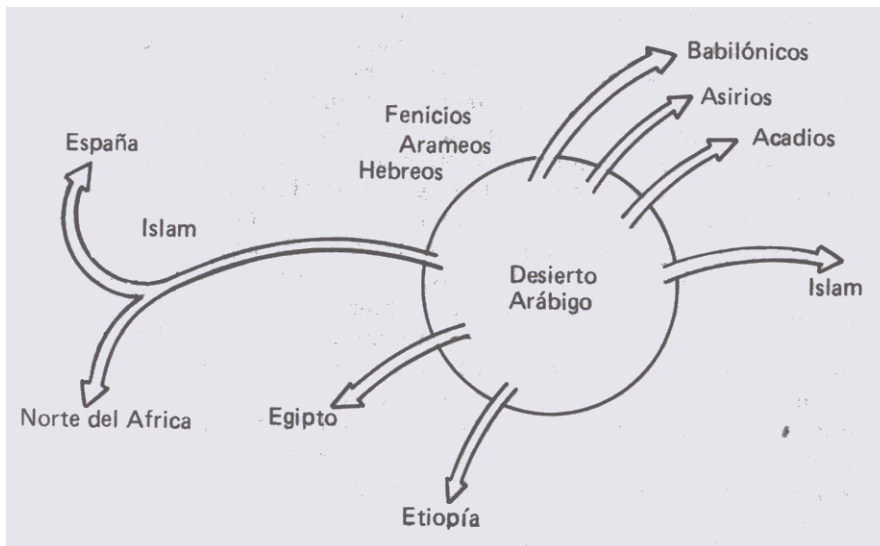 Babilónicos
Asirios
Acadios
Fenicios
Arameos
Hebreos
España
Islam
Desierto
Arábigo
Islam
Norte del Africa
Egipto
Etiopía